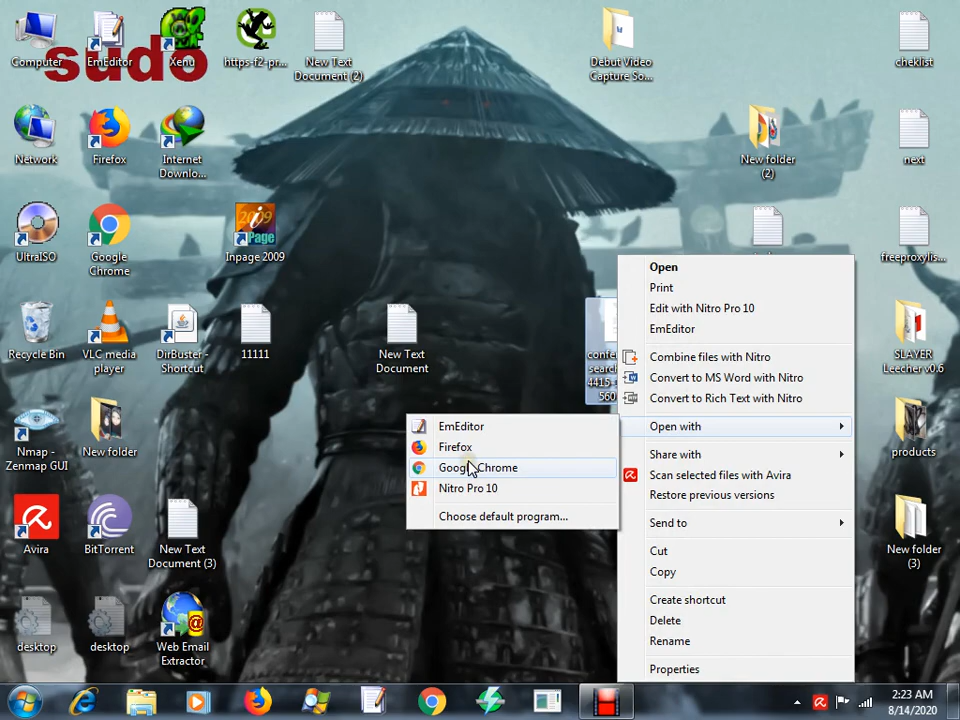 sudo
Computer
EmEditor
Xenu
https-f2-pr...
New Text
Document (2)
Debut Video
Capture So...
cheklist
Network
Firefox
Internet
Downlo...
New folder
(2)
next
UltraISO
Google
Chrome
2009
Page
Inpage 2009
freeproxylis...
Recycle Bin
VLC media
player
DirBuster -
Shortcut
11111
New Text
Document
SLAYER
Leecher v0.6
Nmap -
Zenmap GUI
New folder
products
Avira
BitTorrent
New Text
Document (3)
New folder
(3)
desktop
desktop
Web Email
Extractor
Open
Print
Edit with Nitro Pro 10
EmEditor
Combine files with Nitro
Convert to MS Word with Nitro
Convert to Rich Text with Nitro
Open with
Share with
Scan selected files with Avira
Restore previous versions
Send to
Cut
Copy
Create shortcut
Delete
Rename
Properties
EmEditor
Firefox
Google Chrome
Nitro Pro 10
Choose default program...
2:23 AM
8/14/2020